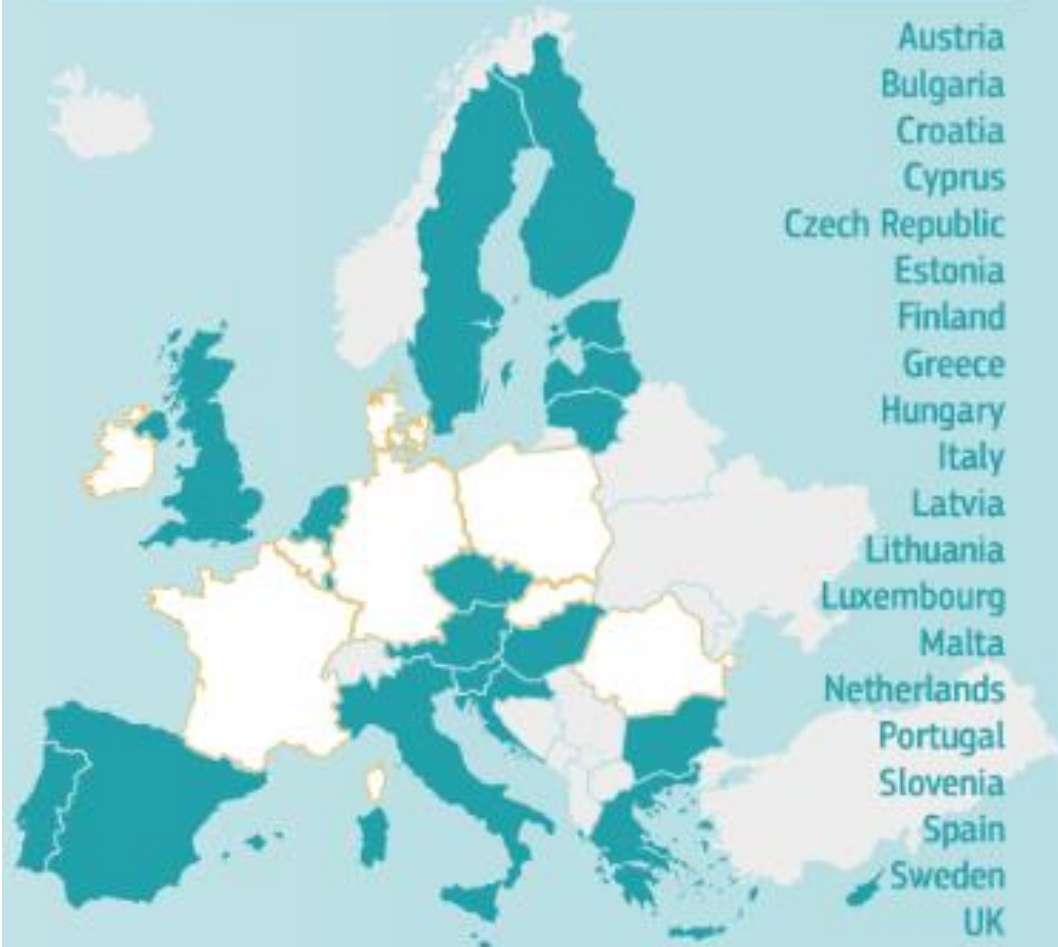 Austria
Bulgaria
Croatia
Cyprus
Czech Republic
Estonia
Finland
Greece
Hungary
Italy
Latvia
Lithuania
Luxembourg
Malta
Netherlands
Portugal
Slovenia
Spain
Sweden
UK